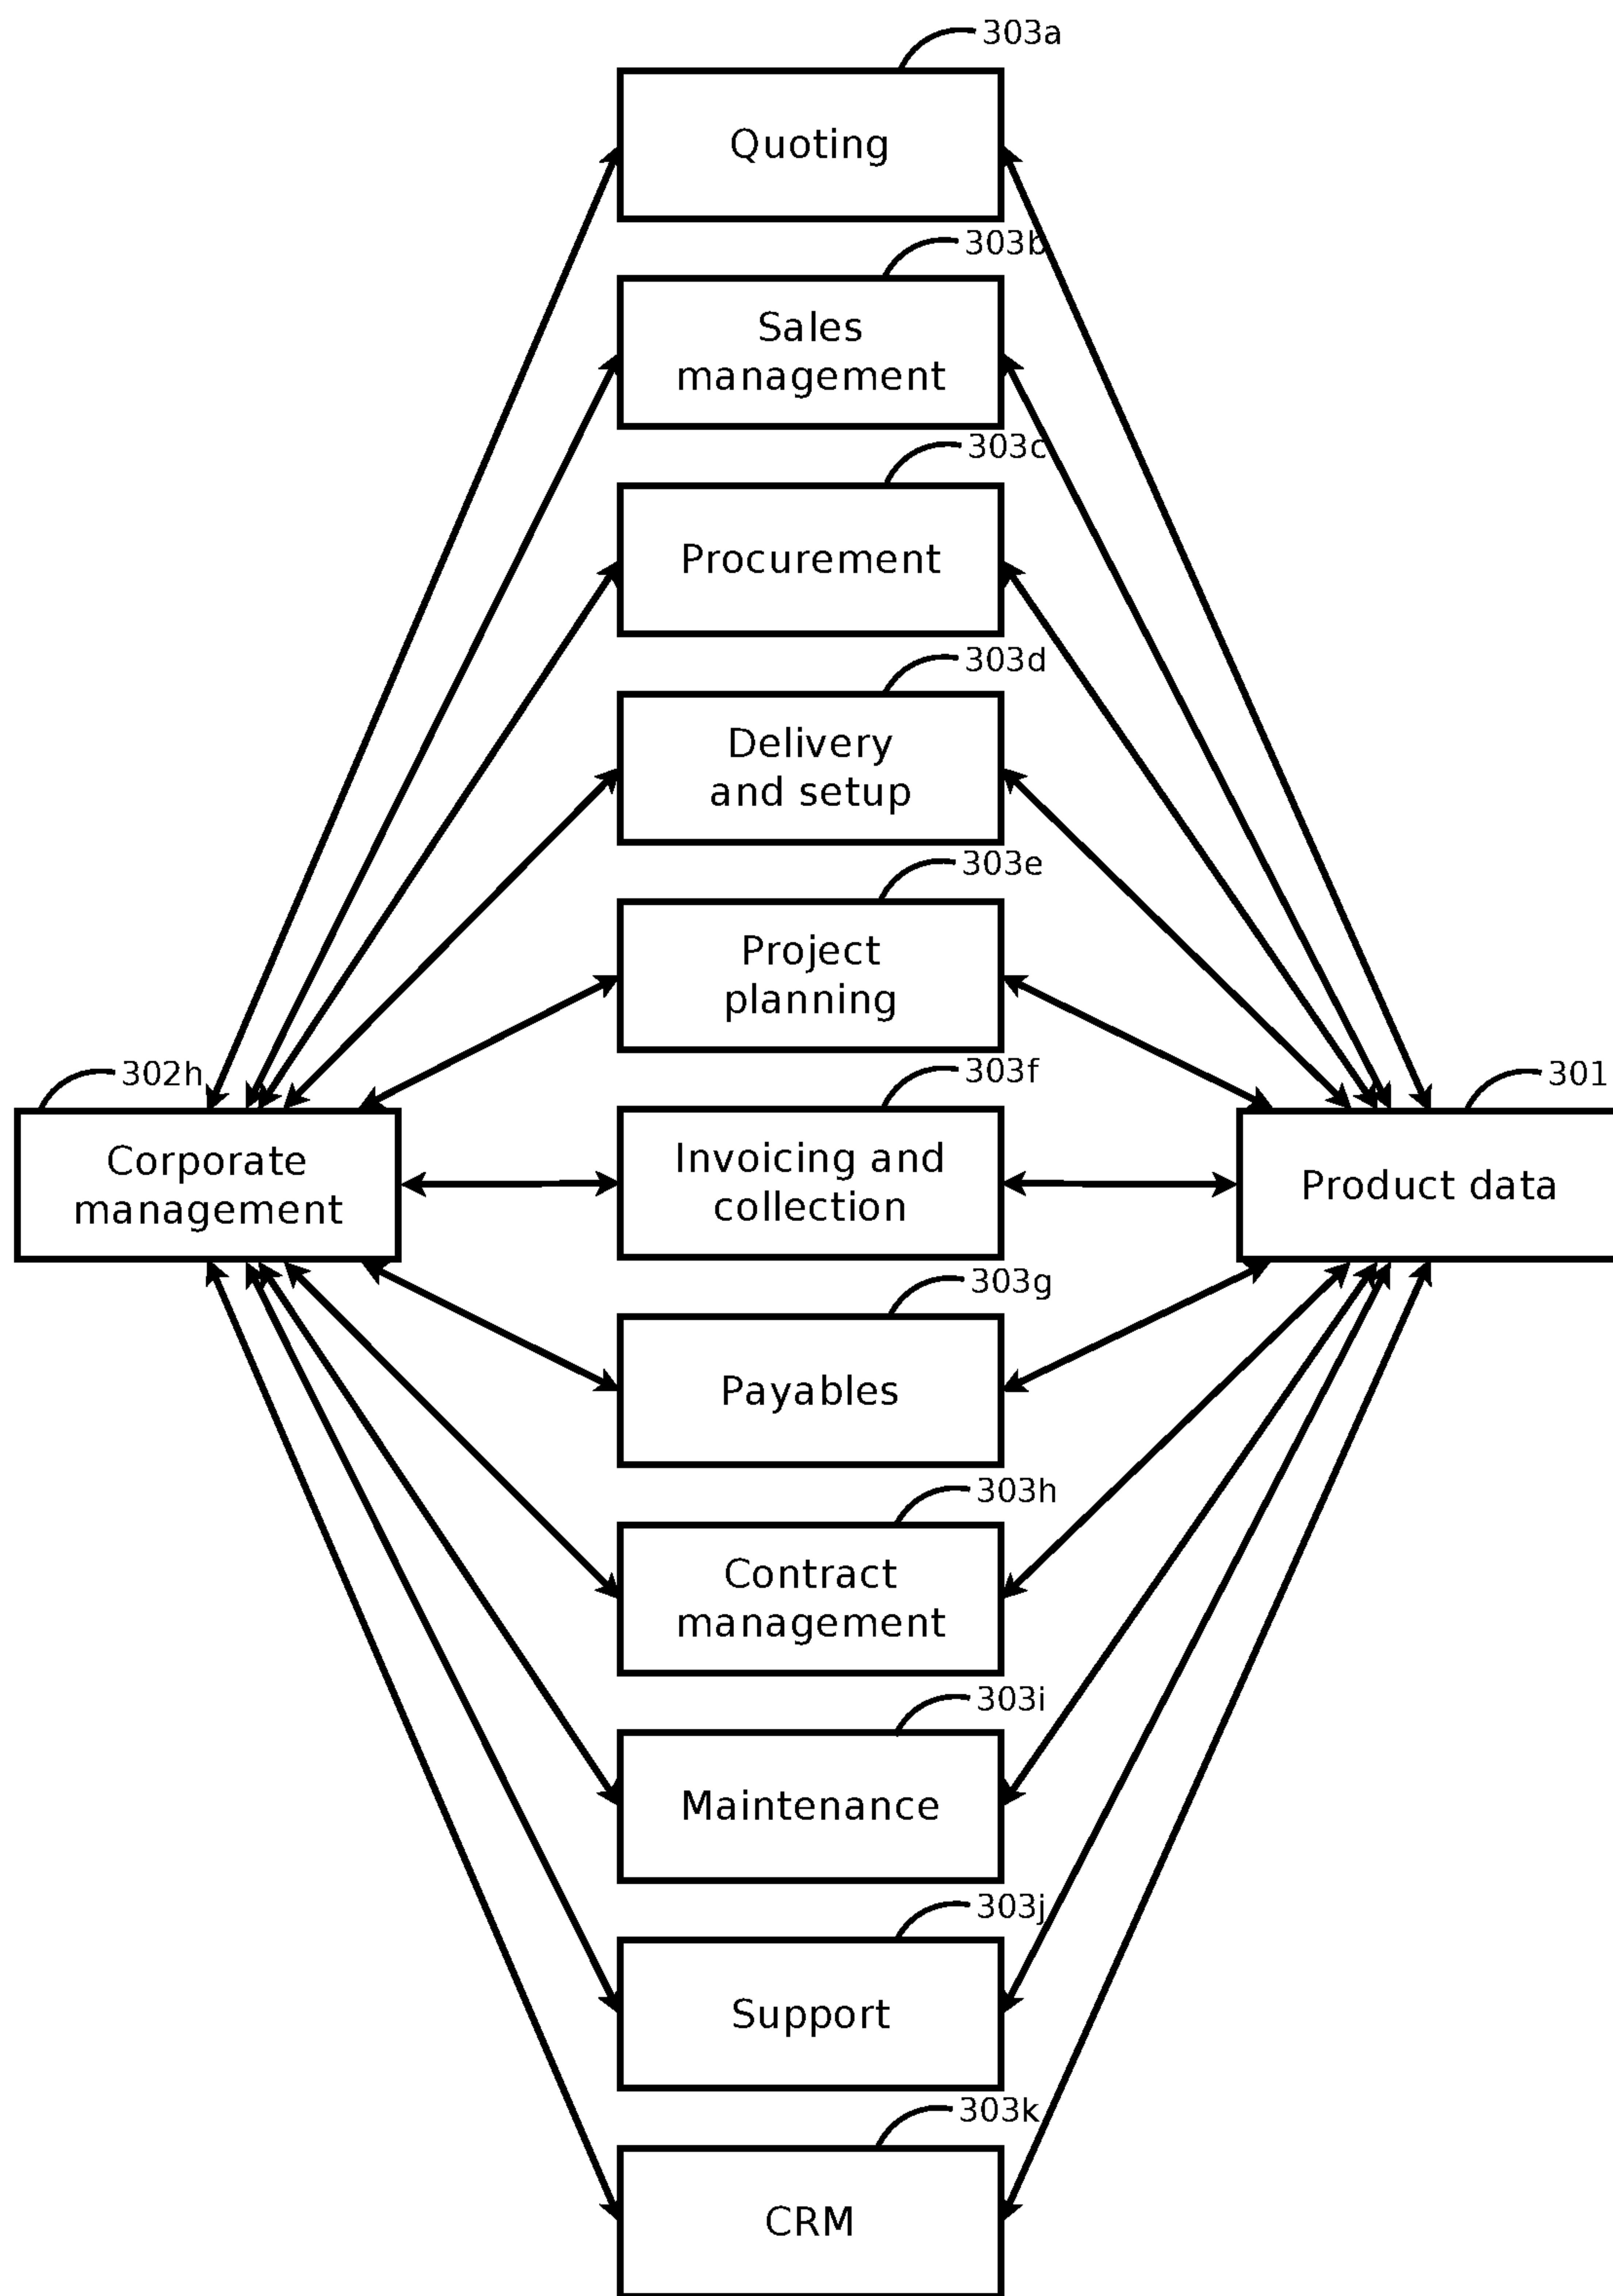 303a
Quoting
303b
Sales
management
303c
Procurement
303d
Delivery
and setup
303e
Project
planning
303f
302h
301
Corporate
management
Invoicing and
collection
Product data
303g
Payables
303h
Contract
management
303i
Maintenance
303j
Support
303k
CRM